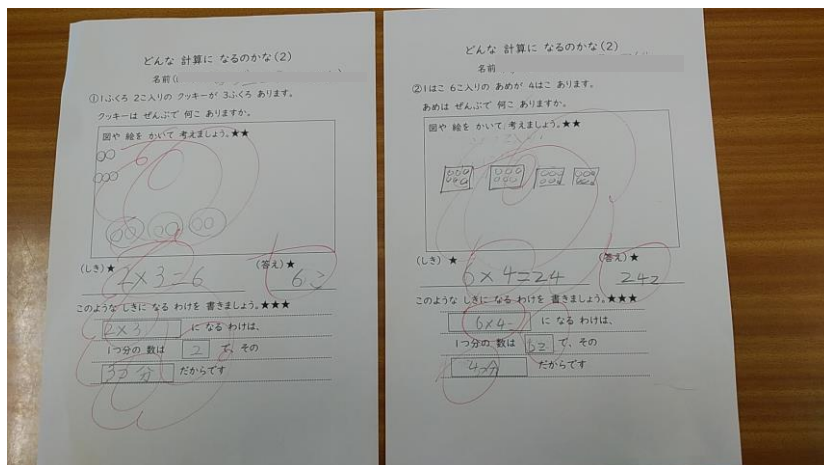 どんな 計算に なるのかな(2)
名前(
①1ふくろ 2こ入りの クッキーが 3ふくろ あります。
クッキーは ぜんぶで 何こ ありますか。
図や 絵を かいて 考えましょう。★★
6
(しき)★ 2×3=6 (答え)★ 6こ
このような しきに なる わけを 書きましょう。★★★
2×3 に なる わけは、
1つ分の 数は 2 で、その
3こ分 だからです
どんな 計算に なるのかな(2)
名前
②1はこ 6こ入りの あめが 4はこ あります。
あめは ぜんぶで 何こ ありますか。
図や 絵を かいて 考えましょう。★★
(しき)★ 6×4=24 (答え)★ 24こ
このような しきに なる わけを 書きましょう。★★★
6×4 に なる わけは、
1つ分の 数は 6こ で、その
4分 だからです